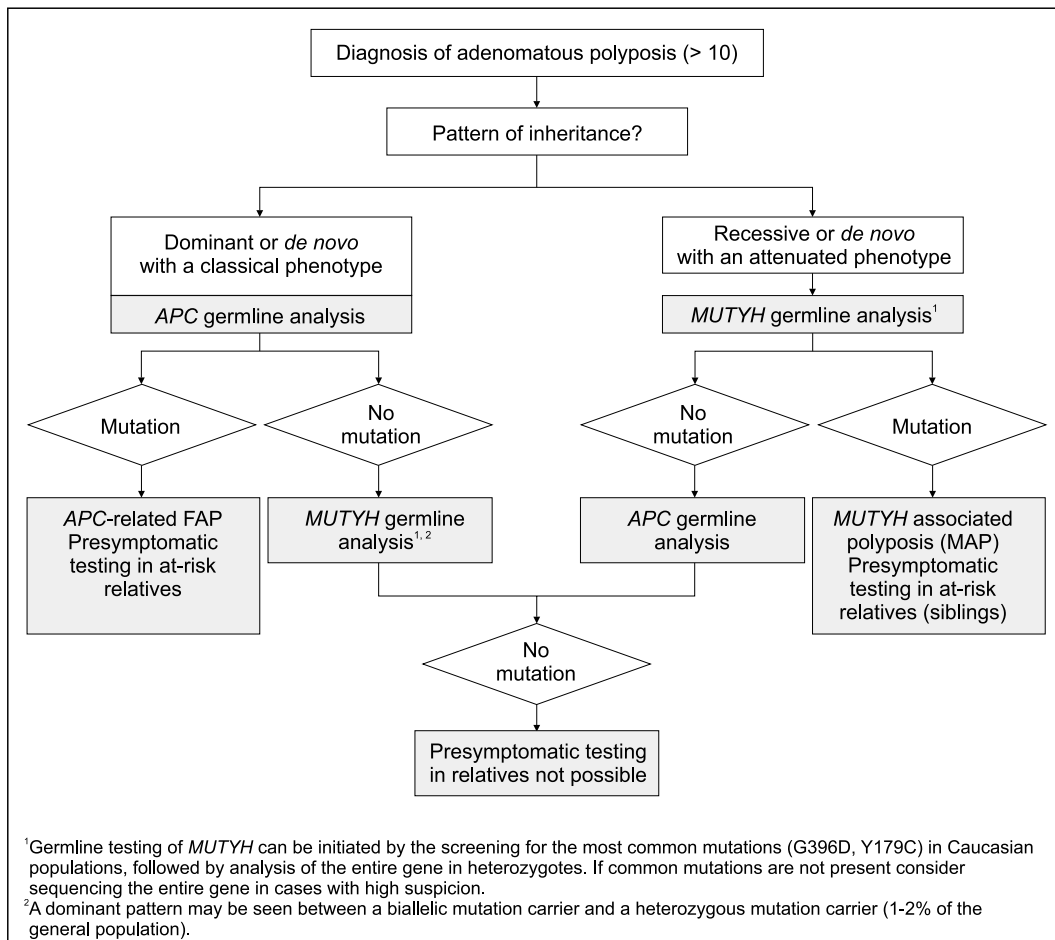 Diagnosis of adenomatous polyposis (> 10)
Pattern of inheritance?
Dominant or de novo
with a classical phenotype
APC germline analysis
Recessive or de novo
with an attenuated phenotype
MUTYH germline analysis¹
Mutation
No
mutation
No
mutation
Mutation
APC-related FAP
Presymptomatic
testing in at-risk
relatives
MUTYH germline
analysis¹, ²
APC germline
analysis
MUTYH associated
polyposis (MAP)
Presymptomatic
testing in at-risk
relatives (siblings)
No
mutation
Presymptomatic testing
in relatives not possible
¹Germline testing of MUTYH can be initiated by the screening for the most common mutations (G396D, Y179C) in Caucasian
populations, followed by analysis of the entire gene in heterozygotes. If common mutations are not present consider
sequencing the entire gene in cases with high suspicion.
²A dominant pattern may be seen between a biallelic mutation carrier and a heterozygous mutation carrier (1-2% of the
general population).